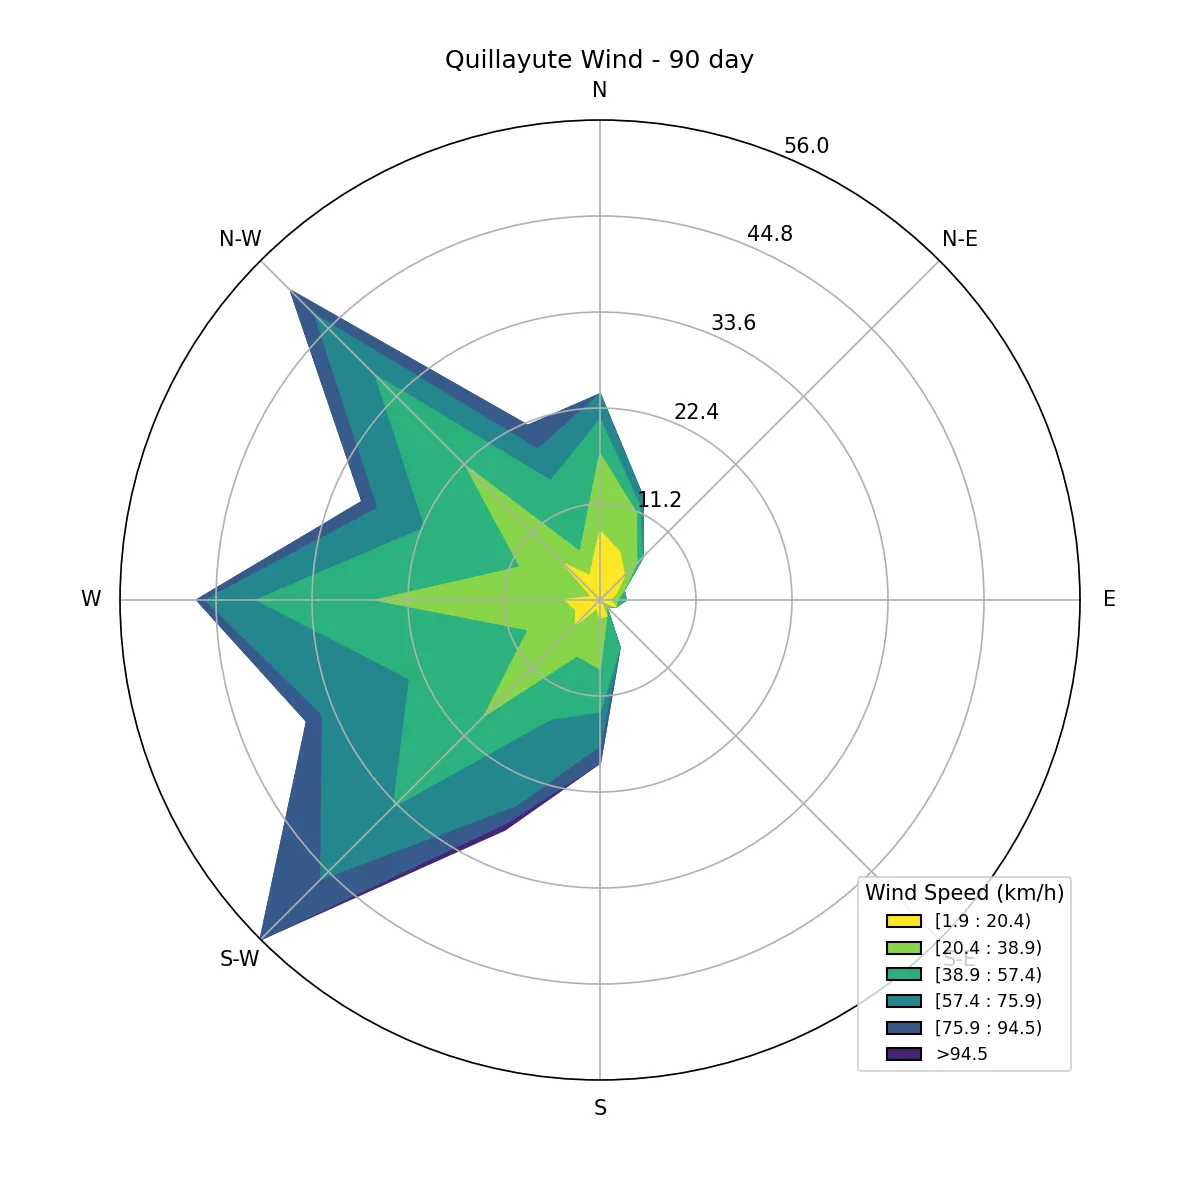 Quillayute Wind - 90 day
N
56.0
N-W
44.8
N-E
33.6
22.4
11.2
W
E
S-W
S-E
S
Wind Speed (km/h)
[1.9 : 20.4)
[20.4 : 38.9)
[38.9 : 57.4)
[57.4 : 75.9)
[75.9 : 94.5)
>94.5